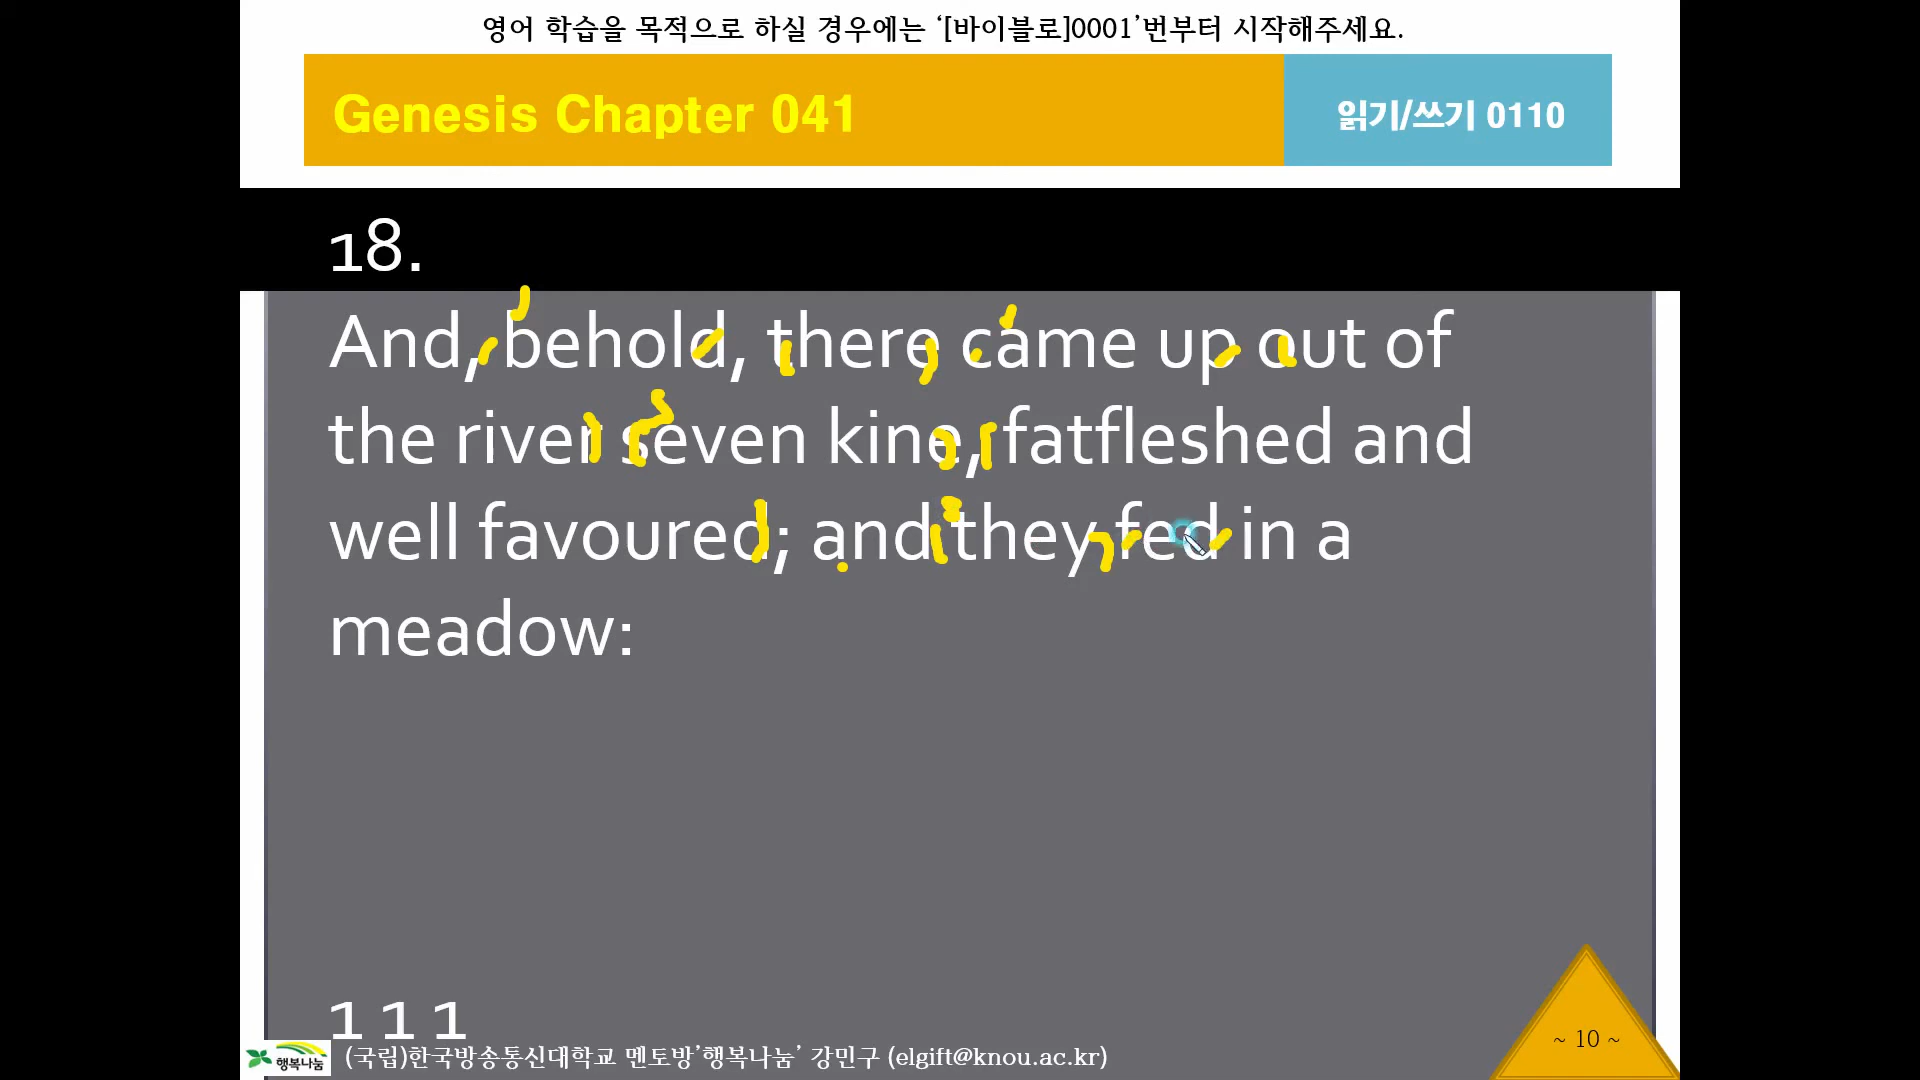 영어 학습을 목적으로 하실 경우에는 ‘[바이블로]0001’번부터 시작해주세요.
Genesis Chapter 041
읽기/쓰기 0110
18.
And, behold, there came up out of
the river seven kine, fatfleshed and
well favoured; and they fed in a
meadow:
1 1 1
행복나눔
(국립)한국방송통신대학교 멘토방’행복나눔’ 강민구 (elgift@knou.ac.kr)
~ 10 ~